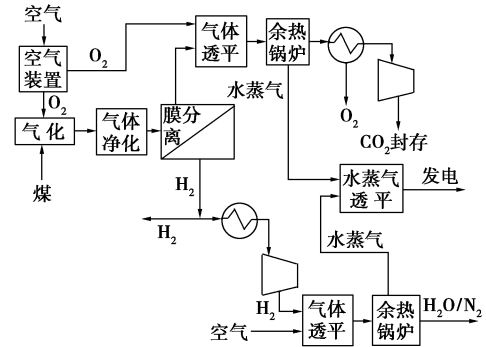 空气
空气
装置
O₂
O₂
气化
煤
气体
净化
膜分
离
气体
透平
余热
锅炉
水蒸气
O₂
CO₂封存
H₂
H₂
水蒸气
透平
发电
水蒸气
H₂
空气
气体
透平
余热
锅炉
H₂O/N₂